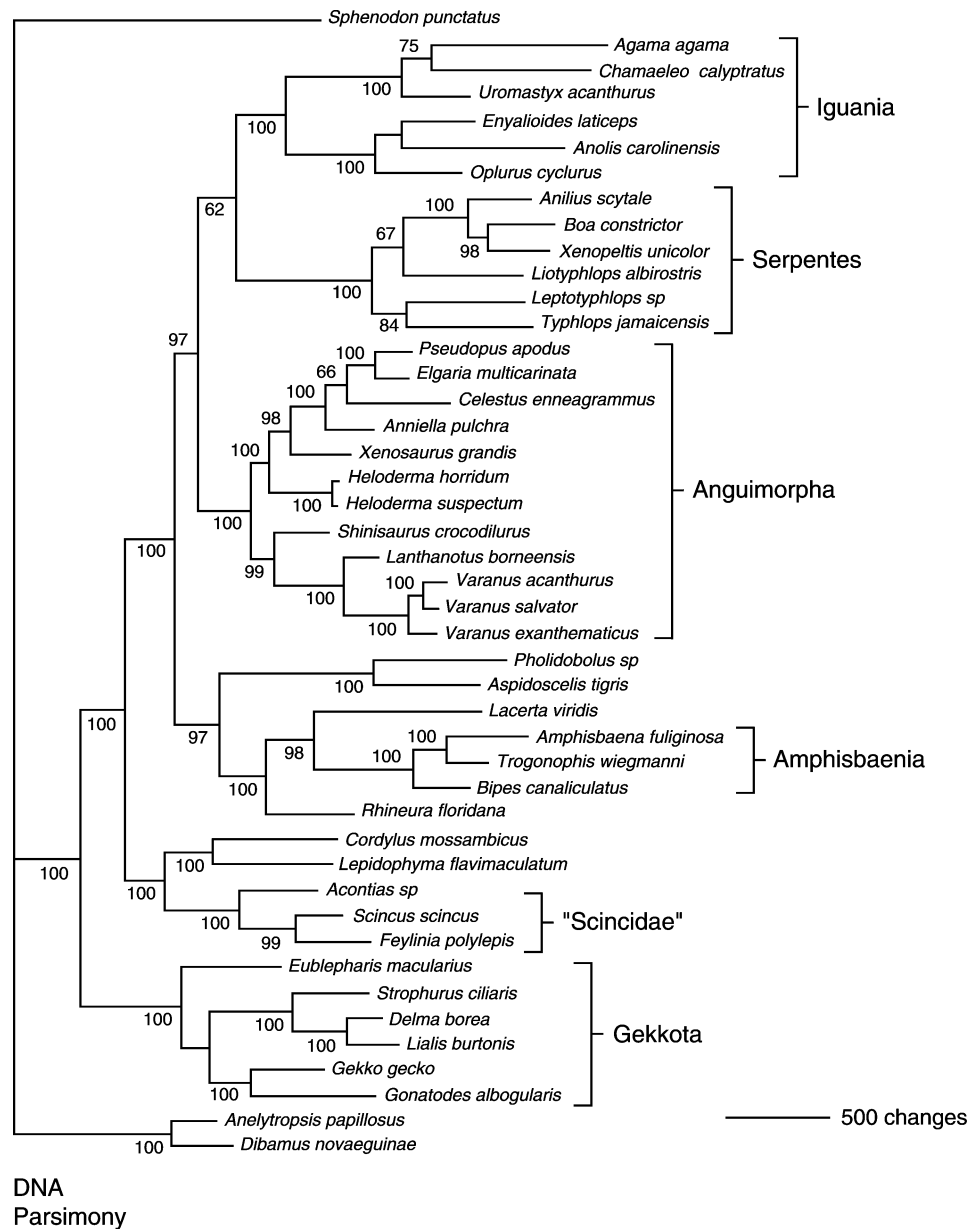 Sphenodon punctatus
75
Agama agama
Chamaeleo calyptratus
100
Uromastyx acanthurus
Iguania
100
Enyalioides laticeps
Anolis carolinensis
100
Oplurus cyclurus
62
100
Anilius scytale
Boa constrictor
67
98
Xenopeltis unicolor
Serpentes
Liotyphlops albirostris
100
Leptotyphlops sp
84
Typhlops jamaicensis
97
100
Pseudopus apodus
66
Elgaria multicarinata
100
Celestus enneagrammus
98
Anniella pulchra
100
Xenosaurus grandis
Heloderma horridum
100
Heloderma suspectum
Anguimorpha
100
Shinisaurus crocodilurus
100
99
Lanthanotus borneensis
100
100
Varanus acanthurus
Varanus salvator
100
Varanus exanthematicus
Pholidobolus sp
100
Aspidoscelis tigris
100
97
Lacerta viridis
98
100
Amphisbaena fuliginosa
100
Trogonophis wiegmanni
Amphisbaenia
100
Bipes canaliculatus
Rhineura floridana
Cordylus mossambicus
100
Lepidophyma flavimaculatum
100
100
Acontias sp
100
Scincus scincus
"Scincidae"
99
Feylinia polylepis
Eublepharis macularius
100
Strophurus ciliaris
100
Delma borea
100
Lialis burtonis
Gekkota
Gekko gecko
100
Gonatodes albogularis
500 changes
Anelytropsis papillosus
100
Dibamus novaeguinae
DNA
Parsimony